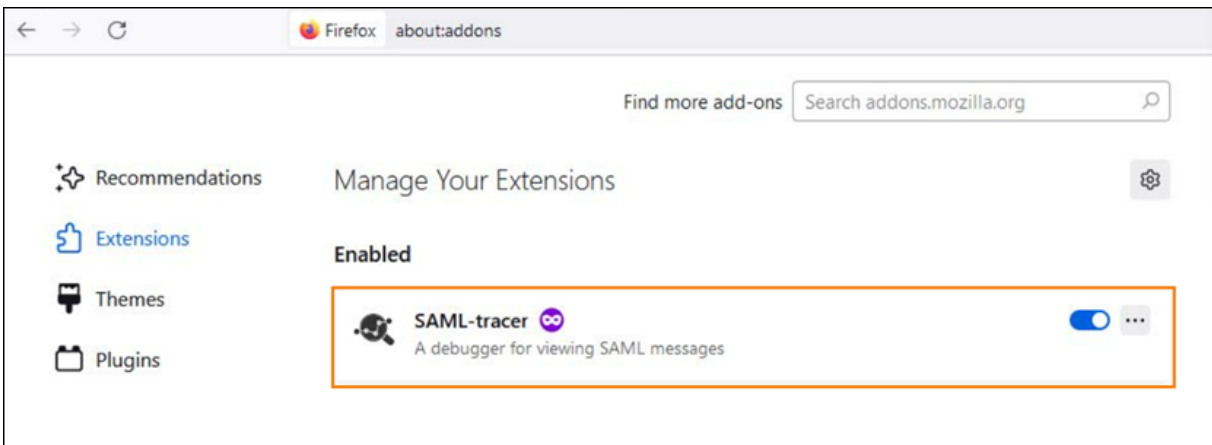 Firefox about:addons
Find more add-ons Search addons.mozilla.org
Recommendations
Extensions
Themes
Plugins
Manage Your Extensions
Enabled
SAML-tracer
A debugger for viewing SAML messages